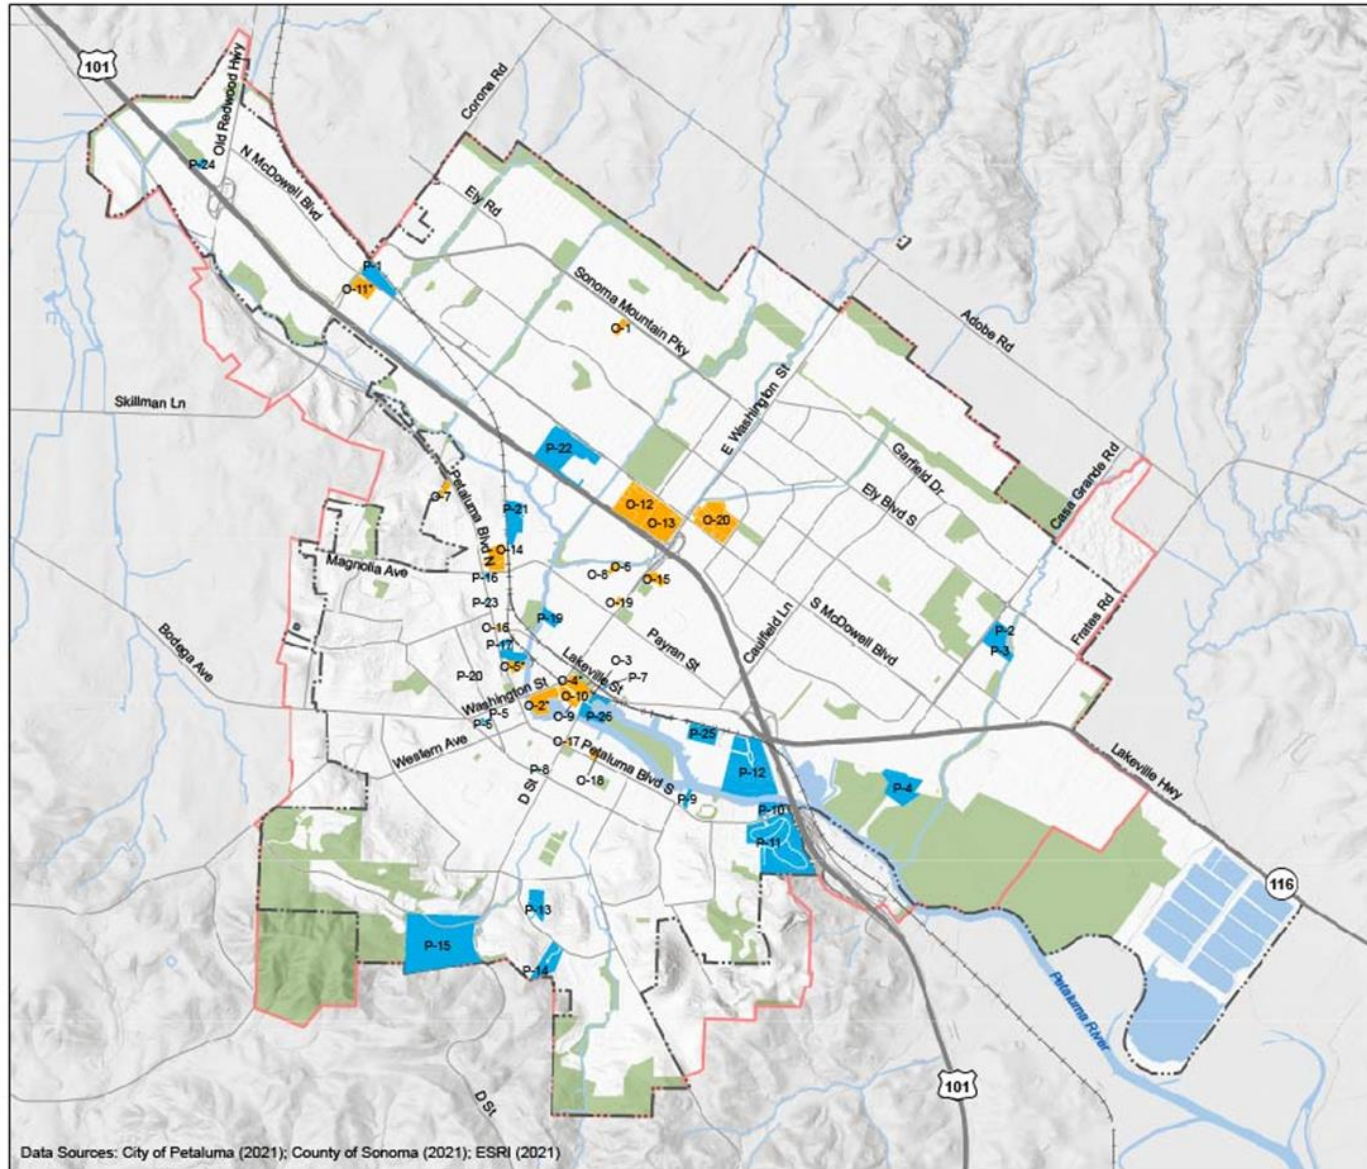 101
Old Redwood Hwy
Corona Rd
P-24
N McDowell Blvd
Ely Rd
P-1
O-11*
Sonoma Mountain Pky
O-1
Adobe Rd
E Washington St
Skillman Ln
P-22
Garfield Dr
Casa Grande Rd
Petaluma Blvd N
O-7
Ely Blvd S
O-12
P-21
O-13
O-20
O-14
Magnolia Ave
P-16
O-6
O-8
O-15
P-23
O-19
Frates Rd
P-19
Caulfield Ln
S McDowell Blvd
O-16
P-2
P-17
Payran St
P-3
Bodega Ave
O-5*
Lakeville St
O-3
P-20
P-7
O-4*
Washington St
O-10
O-2*
P-5
O-9
P-26
P-6
P-25
Western Ave
O-17
Petaluma Blvd S
Lakeville Hwy
P-8
P-12
O-18
P-4
D St
P-9
P-10
P-11
116
P-13
P-15
P-14
Petaluma River
101
D St
Data Sources: City of Petaluma (2021); County of Sonoma (2021); ESRI (2021)